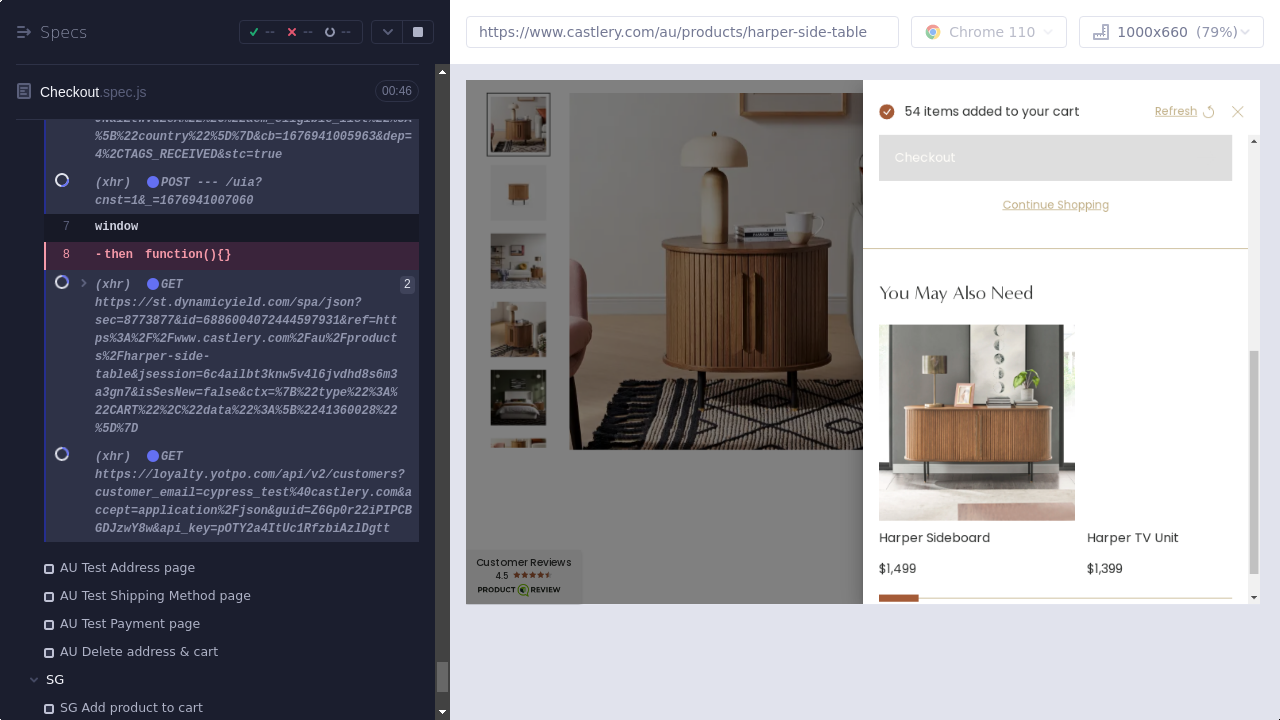 Specs
-- -- --
https://www.castlery.com/au/products/harper-side-table
Chrome 110
1000x660 (79%)
Checkout.spec.js
00:46
%5B%22country%22%5D%7D&cb=1676941005963&dep=
4%2CTAGS_RECEIVED&stc=true
(xhr) POST --- /uia?
cnst=1&_=1676941007060
7 window
8 -then function(){}
(xhr) GET 2
https://st.dynamicyield.com/spa/json?
sec=8773877&id=6886004072444597931&ref=htt
ps%3A%2F%2Fwww.castlery.com%2Fau%2Fproduct
s%2Fharper-side-
table&jsession=6c4ailbt3knw5v4l6jvdhd8s6m3
a3gn7&isSesNew=false&ctx=%7B%22type%22%3A%
22CART%22%2C%22data%22%3A%5B%2241360028%22
%5D%7D
(xhr) GET
https://loyalty.yotpo.com/api/v2/customers?
customer_email=cypress_test%40castlery.com&a
ccept=application%2Fjson&guid=Z6Gp0r22iPIPCB
GDJzwY8w&api_key=pOTY2a4ItUc1RfzbiAzlDgtt
AU Test Address page
AU Test Shipping Method page
AU Test Payment page
AU Delete address & cart
SG
SG Add product to cart
54 items added to your cart
Refresh
Checkout
Continue Shopping
You May Also Need
Harper Sideboard
$1,499
Harper TV Unit
$1,399
Customer Reviews
4.5
PRODUCT REVIEW